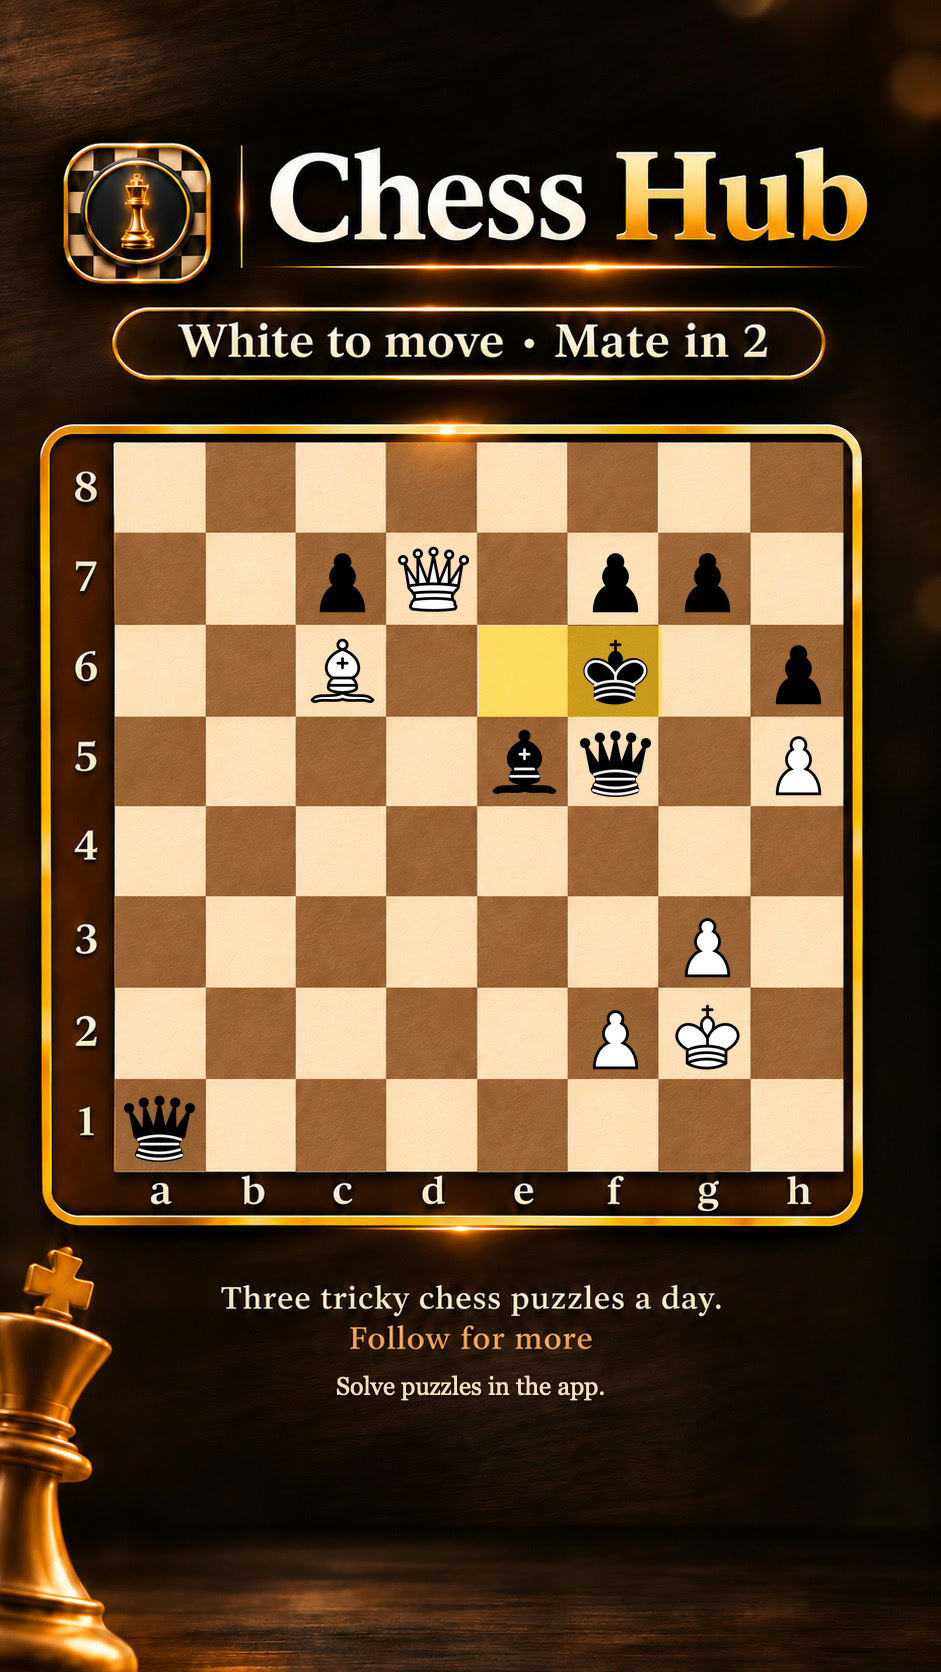 Chess Hub
White to move • Mate in 2
8
7
6
5
4
3
2
1
a b c d e f g h
Three tricky chess puzzles a day.
Follow for more
Solve puzzles in the app.